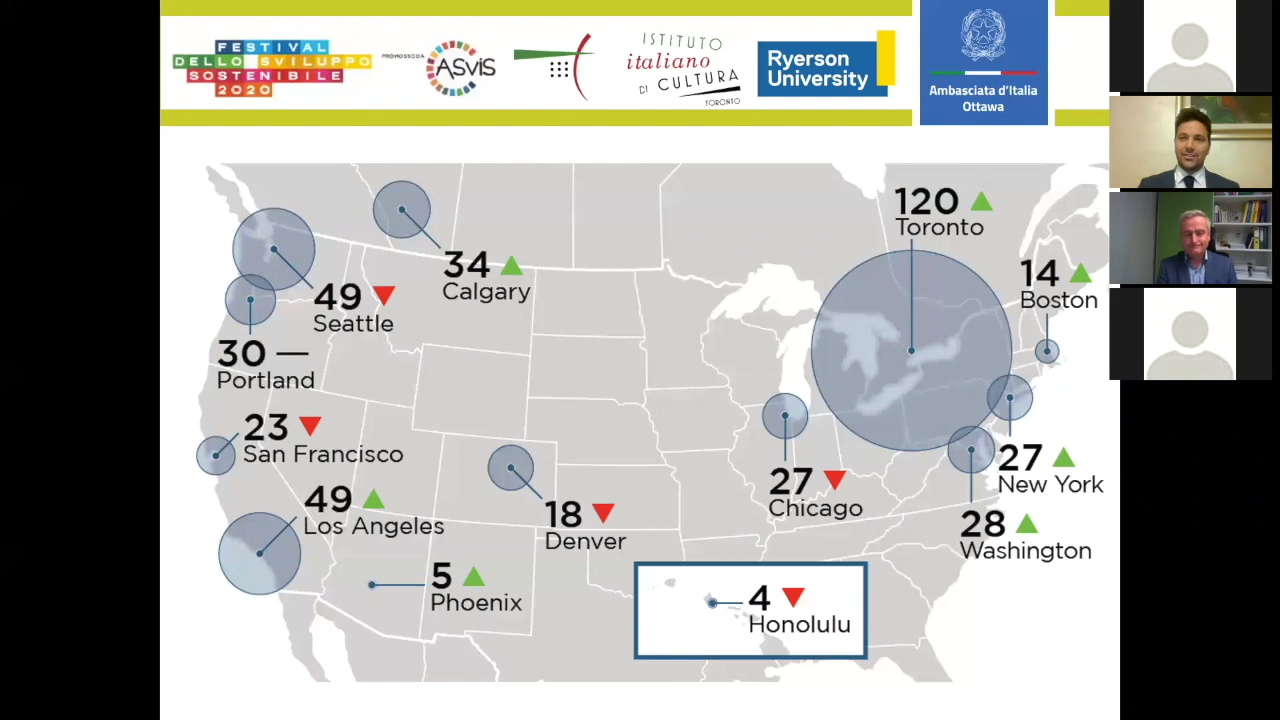 FESTIVAL
DELLO SVILUPPO
SOSTENIBILE
2020
PROMOSSO DA
ASviS
ISTITUTO
italiano
DI CULTURA
TORONTO
Ryerson
University
Ambasciata d'Italia
Ottawa
120
Toronto
34
Calgary
14
Boston
49
Seattle
30 —
Portland
23
San Francisco
27
New York
27
Chicago
49
Los Angeles
18
Denver
28
Washington
5
Phoenix
4
Honolulu